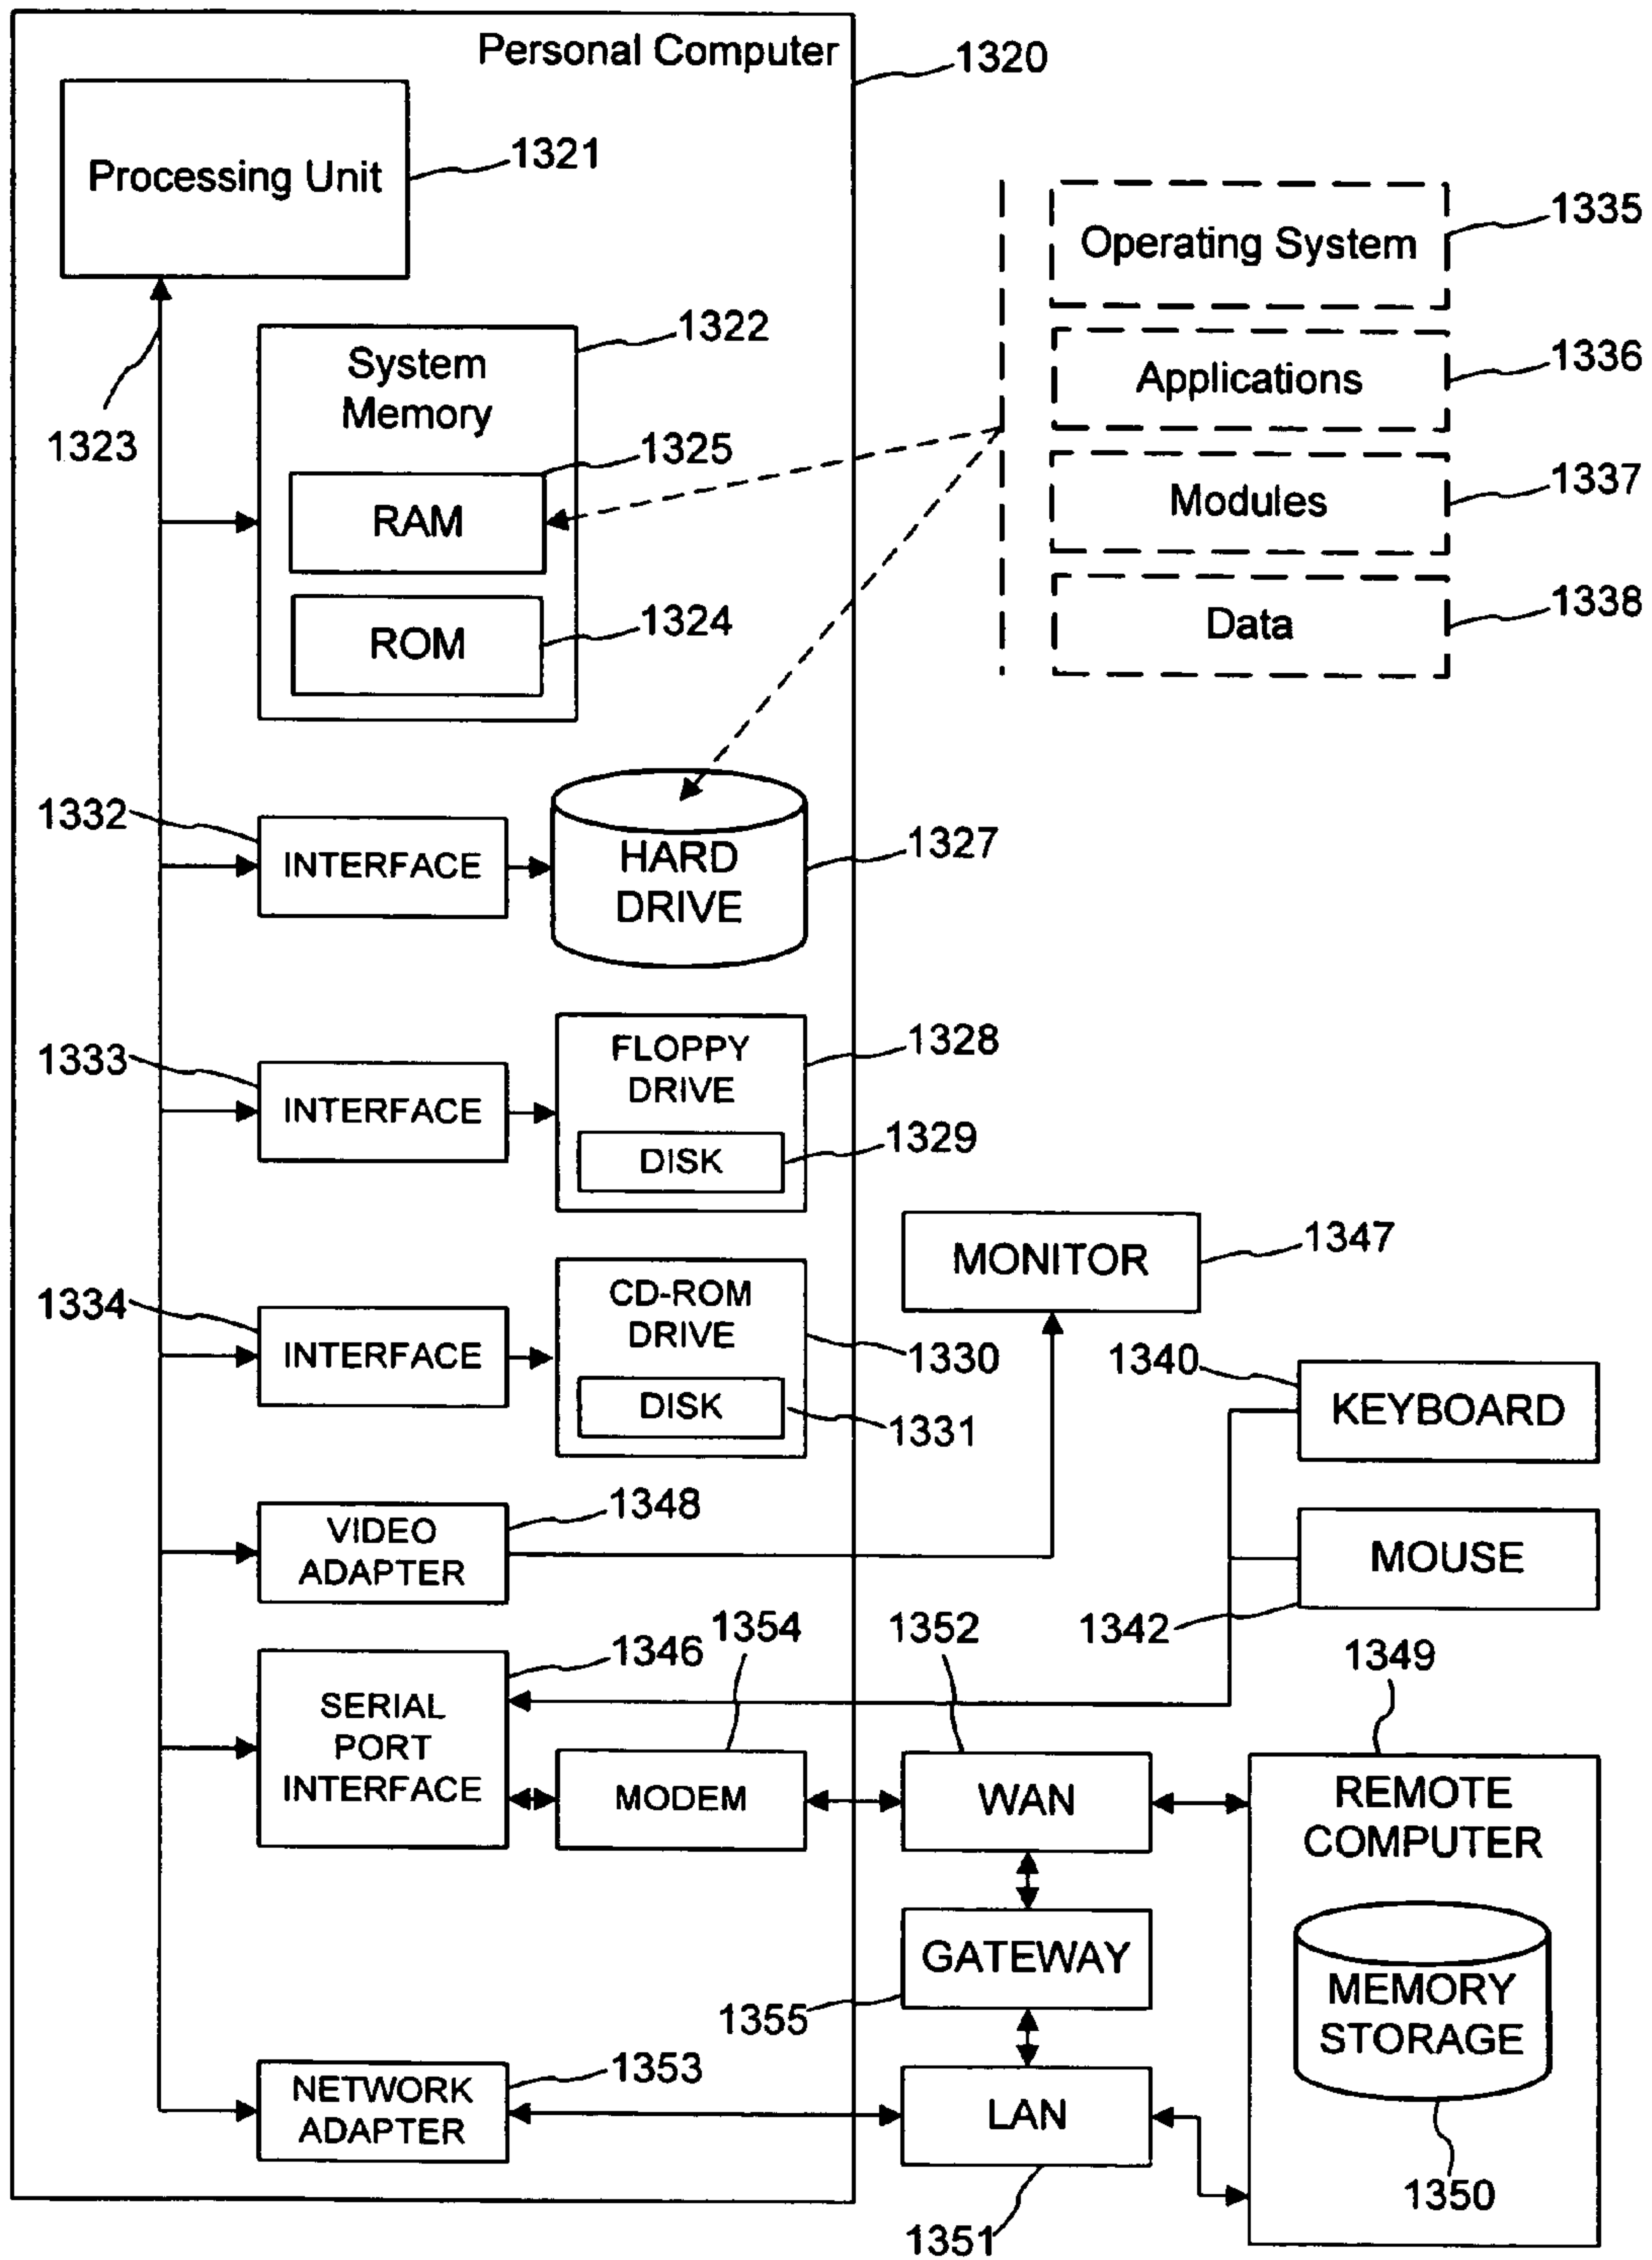 Personal Computer
1320
Processing Unit
1321
1323
System
Memory
1322
RAM
1325
ROM
1324
Operating System
1335
Applications
1336
Modules
1337
Data
1338
1332
INTERFACE
HARD
DRIVE
1327
1333
INTERFACE
FLOPPY
DRIVE
1328
DISK
1329
1334
INTERFACE
CD-ROM
DRIVE
1330
DISK
1331
MONITOR
1347
1340
KEYBOARD
MOUSE
1342
VIDEO
ADAPTER
1348
SERIAL
PORT
INTERFACE
1346
1354
MODEM
1352
WAN
1349
REMOTE
COMPUTER
GATEWAY
1355
MEMORY
STORAGE
1350
NETWORK
ADAPTER
1353
LAN
1351